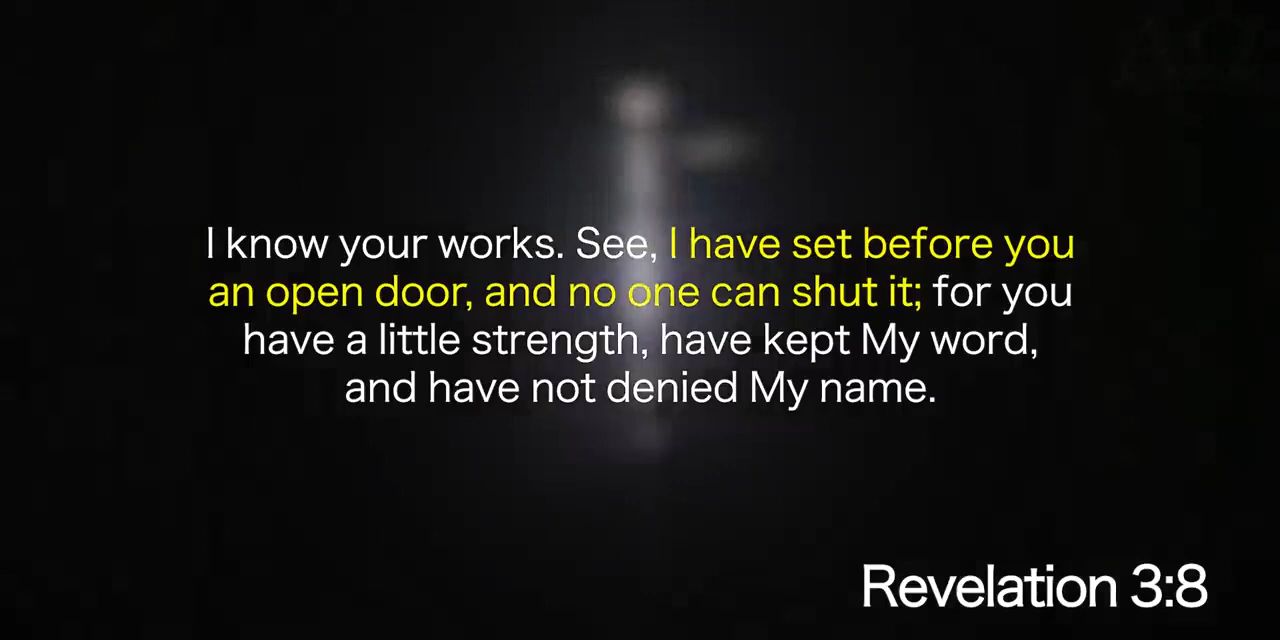 I know your works. See, I have set before you
an open door, and no one can shut it; for you
have a little strength, have kept My word,
and have not denied My name.
Revelation 3:8